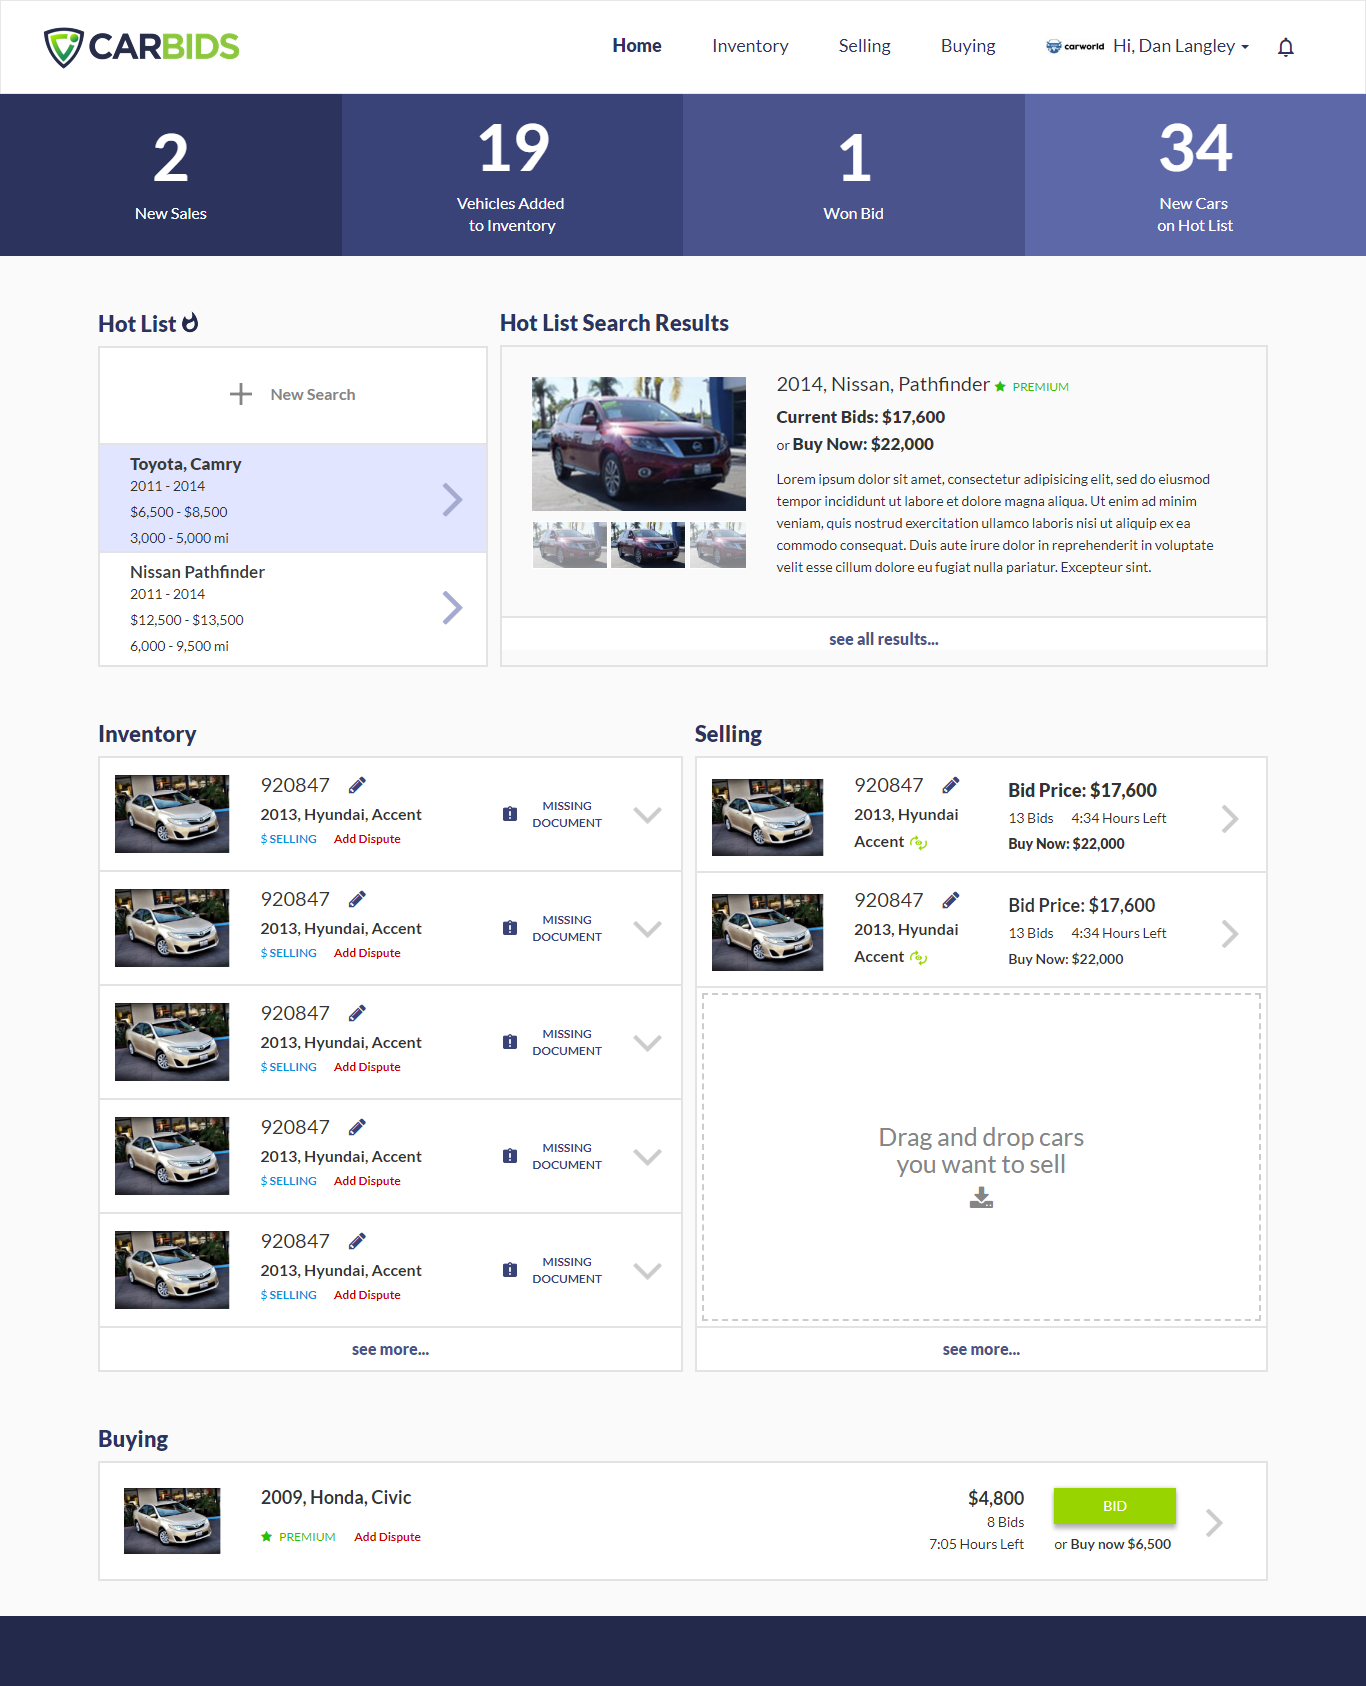 CARBIDS
Home Inventory Selling Buying carworld Hi, Dan Langley
2
New Sales
19
Vehicles Added
to Inventory
1
Won Bid
34
New Cars
on Hot List
Hot List
New Search
Toyota, Camry
2011 - 2014
$6,500 - $8,500
3,000 - 5,000 mi
Nissan Pathfinder
2011 - 2014
$12,500 - $13,500
6,000 - 9,500 mi
Hot List Search Results
2014, Nissan, Pathfinder PREMIUM
Current Bids: $17,600
or Buy Now: $22,000
Lorem ipsum dolor sit amet, consectetur adipisicing elit, sed do eiusmod
tempor incididunt ut labore et dolore magna aliqua. Ut enim ad minim
veniam, quis nostrud exercitation ullamco laboris nisi ut aliquip ex ea
commodo consequat. Duis aute irure dolor in reprehenderit in voluptate
velit esse cillum dolore eu fugiat nulla pariatur. Excepteur sint.
see all results...
Inventory
920847
2013, Hyundai, Accent
$ SELLING Add Dispute
MISSING
DOCUMENT
920847
2013, Hyundai, Accent
$ SELLING Add Dispute
MISSING
DOCUMENT
920847
2013, Hyundai, Accent
$ SELLING Add Dispute
MISSING
DOCUMENT
920847
2013, Hyundai, Accent
$ SELLING Add Dispute
MISSING
DOCUMENT
920847
2013, Hyundai, Accent
$ SELLING Add Dispute
MISSING
DOCUMENT
see more...
Selling
920847
2013, Hyundai
Accent
Bid Price: $17,600
13 Bids 4:34 Hours Left
Buy Now: $22,000
920847
2013, Hyundai
Accent
Bid Price: $17,600
13 Bids 4:34 Hours Left
Buy Now: $22,000
Drag and drop cars
you want to sell
see more...
Buying
2009, Honda, Civic
PREMIUM Add Dispute
$4,800
8 Bids
7:05 Hours Left
BID
or Buy now $6,500